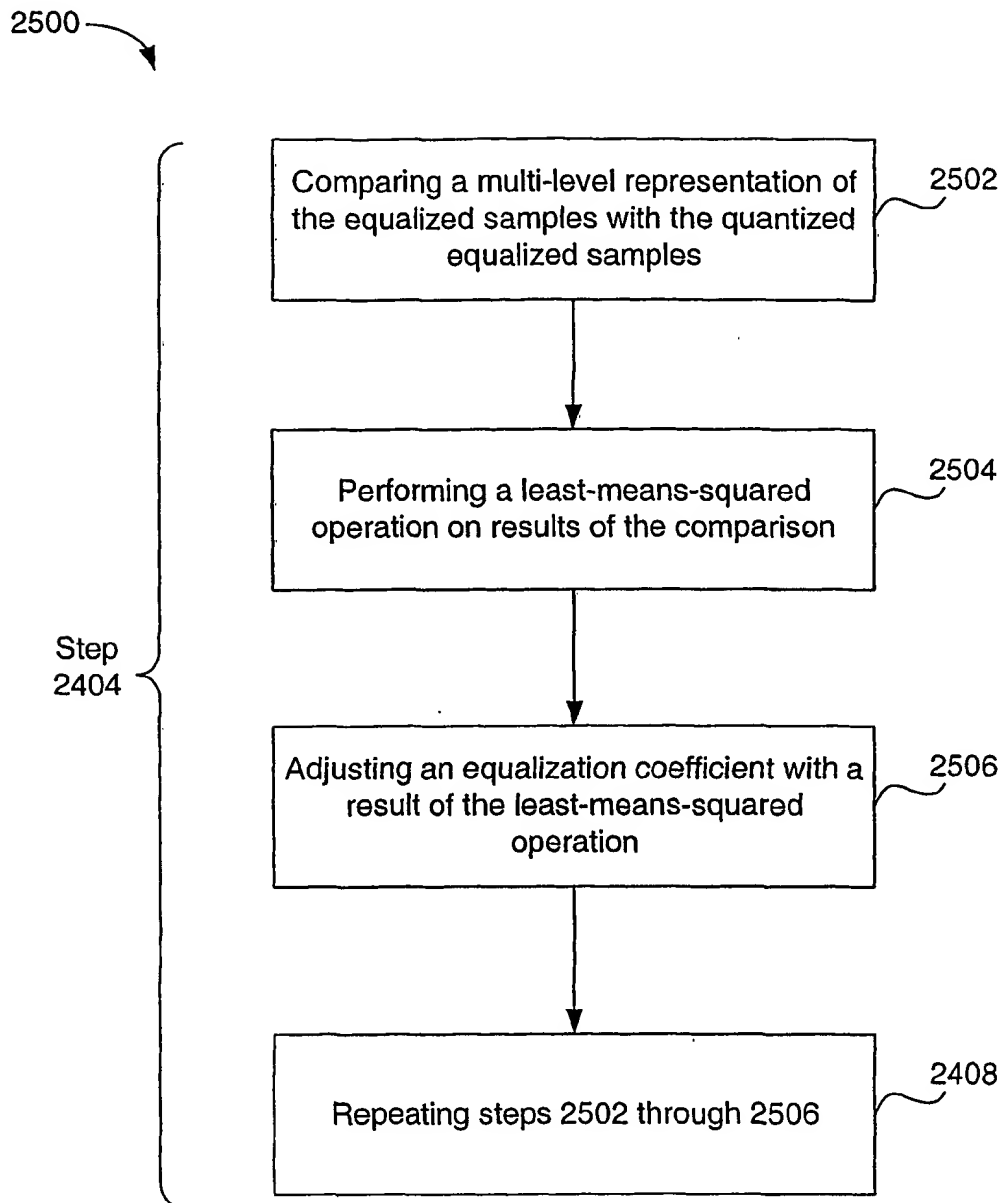 2500
Comparing a multi-level representation of
the equalized samples with the quantized
equalized samples
2502
Performing a least-means-squared
operation on results of the comparison
2504
Step
2404
Adjusting an equalization coefficient with a
result of the least-means-squared
operation
2506
Repeating steps 2502 through 2506
2408